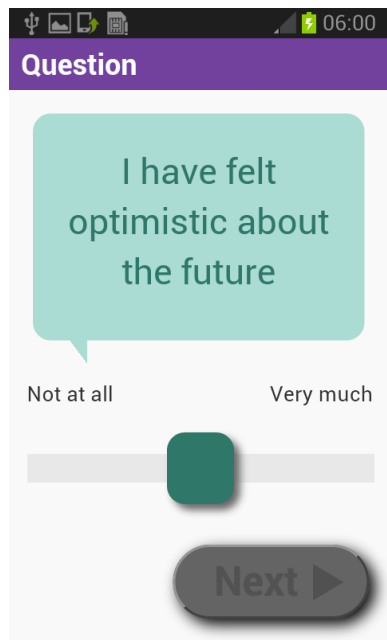 06:00
Question
I have felt
optimistic about
the future
Not at all Very much
Next